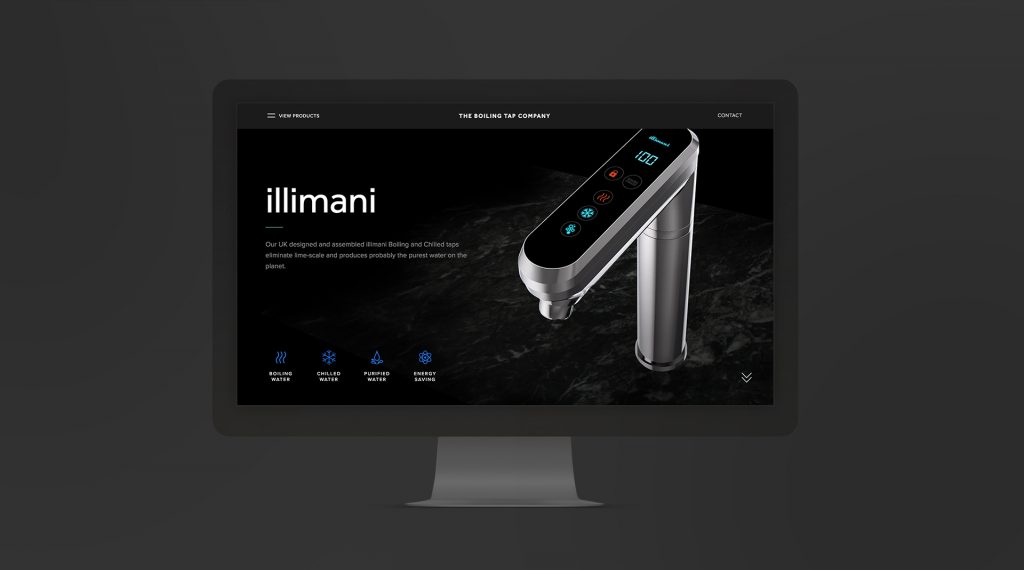 VIEW PRODUCTS
THE BOILING TAP COMPANY
CONTACT
illimani
100
illimani
Our UK designed and assembled illimani Boiling and Chilled taps
eliminate lime-scale and produces probably the purest water on the
planet.
BOILING
WATER
CHILLED
WATER
PURIFIED
WATER
ENERGY
SAVING